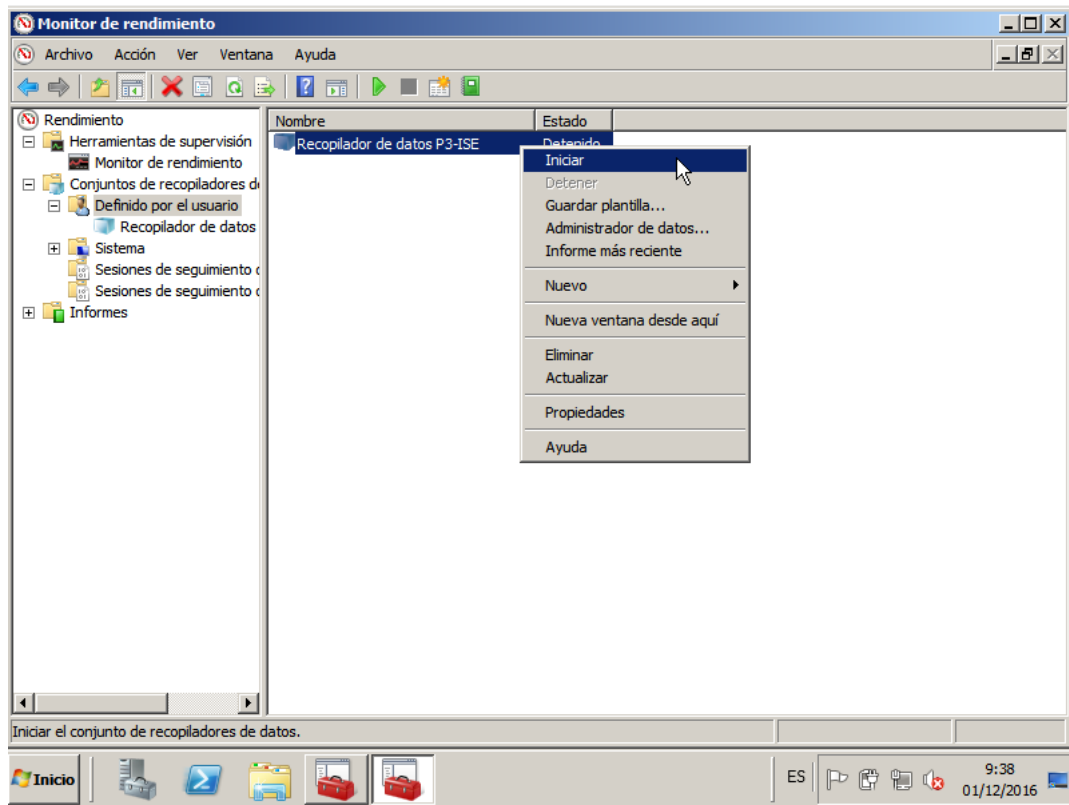 Monitor de rendimiento
Archivo Acción Ver Ventana Ayuda
Rendimiento
Herramientas de supervisión
Monitor de rendimiento
Conjuntos de recopiladores d
Definido por el usuario
Recopilador de datos
Sistema
Sesiones de seguimiento
Sesiones de seguimiento
Informes
Nombre Estado
Recopilador de datos P3-ISE Detenido
Iniciar
Detener
Guardar plantilla...
Administrador de datos...
Informe más reciente
Nuevo
Nueva ventana desde aquí
Eliminar
Actualizar
Propiedades
Ayuda
Iniciar el conjunto de recopiladores de datos.
Inicio ES 9:38
01/12/2016